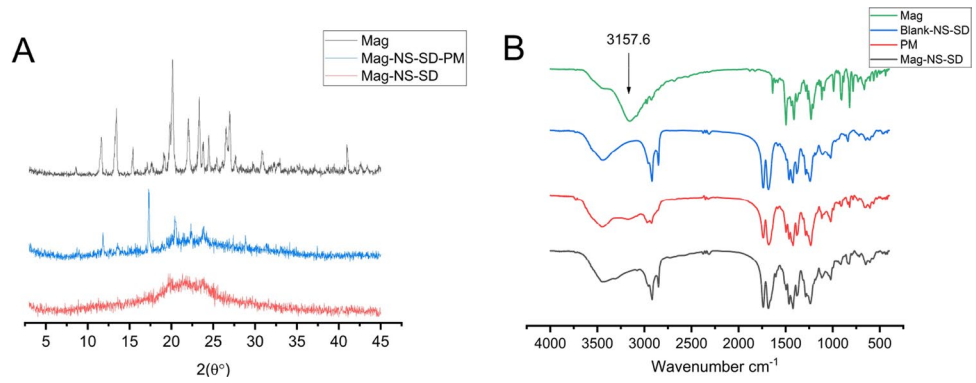 A
Mag
Mag-NS-SD-PM
Mag-NS-SD
5 10 15 20 25 30 35 40 45
2(θ°)
B
Mag
Blank-NS-SD
PM
Mag-NS-SD
3157.6
4000 3500 3000 2500 2000 1500 1000 500
Wavenumber cm-1